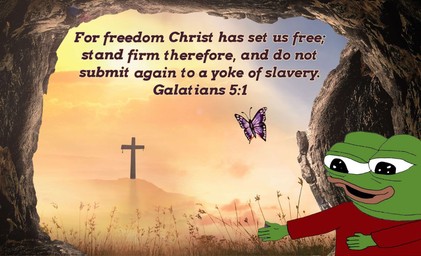 For freedom Christ has set us free;
stand firm therefore, and do not
submit again to a yoke of slavery.
Galatians 5:1